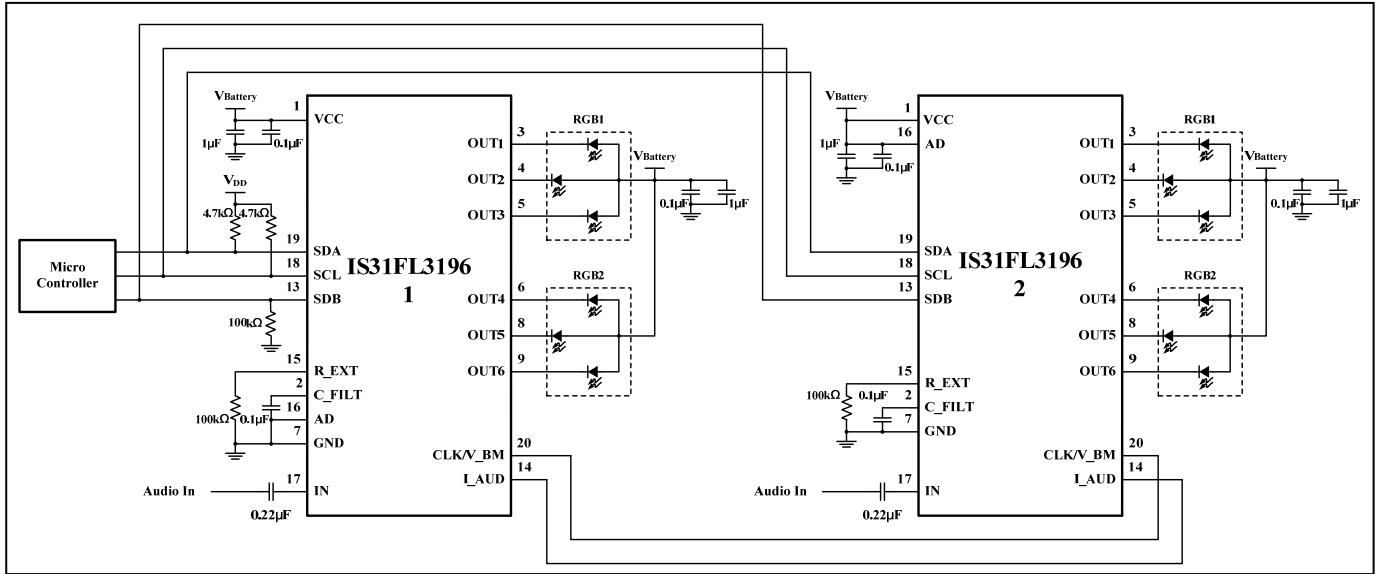 VBattery
1
VCC
1μF
0.1μF
VDD
4.7kΩ
4.7kΩ
Micro
Controller
19
SDA
18
SCL
13
SDB
100kΩ
15
R_EXT
2
C_FILT
100kΩ
0.1μF
16
AD
7
GND
Audio In
17
IN
0.22μF
IS31FL3196
1
OUT1
3
OUT2
4
OUT3
5
OUT4
6
OUT5
8
OUT6
9
CLK/V_BM
20
I_AUD
14
RGB1
RGB2
VBattery
0.1μF
1μF
VBattery
1
VCC
16
AD
1μF
0.1μF
19
SDA
18
SCL
13
SDB
15
R_EXT
100kΩ
0.1μF
2
C_FILT
7
GND
Audio In
17
IN
0.22μF
IS31FL3196
2
OUT1
3
OUT2
4
OUT3
5
OUT4
6
OUT5
8
OUT6
9
CLK/V_BM
20
I_AUD
14
RGB1
RGB2
VBattery
0.1μF
1μF